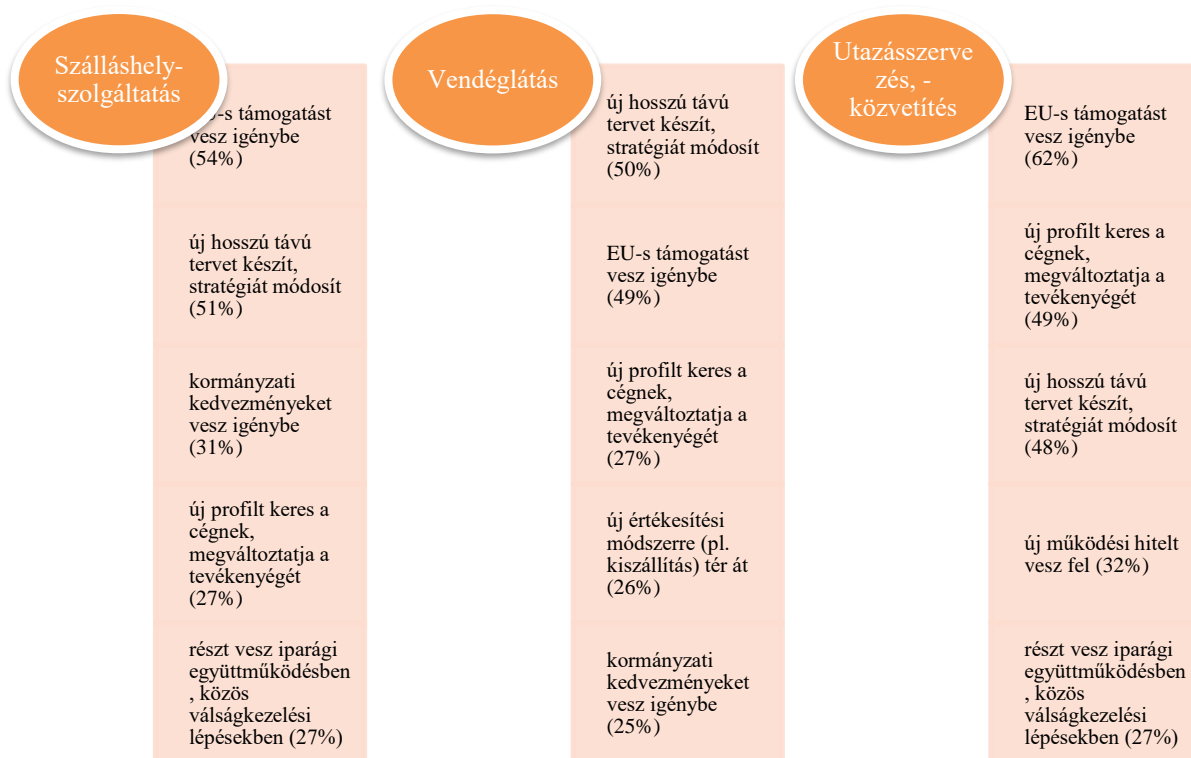 Szálláshely-
szolgáltatás
EU-s támogatást
vesz igénybe
(54%)
új hosszú távú
tervet készít,
stratégiát módosít
(51%)
kormányzati
kedvezményeket
vesz igénybe
(31%)
új profilt keres a
cégnek,
megváltoztatja a
tevékenyégét
(27%)
részt vesz iparági
együttműködésben
, közös
válságkezelési
lépésekben (27%)
Vendéglátás
új hosszú távú
tervet készít,
stratégiát módosít
(50%)
EU-s támogatást
vesz igénybe
(49%)
új profilt keres a
cégnek,
megváltoztatja a
tevékenyégét
(27%)
új értékesítési
módszerre (pl.
kiszállítás) tér át
(26%)
kormányzati
kedvezményeket
vesz igénybe
(25%)
Utazásszerve
zés, -
közvetítés
EU-s támogatást
vesz igénybe
(62%)
új profilt keres a
cégnek,
megváltoztatja a
tevékenyégét
(49%)
új hosszú távú
tervet készít,
stratégiát módosít
(48%)
új működési hitelt
vesz fel (32%)
részt vesz iparági
együttműködésben
, közös
válságkezelési
lépésekben (27%)